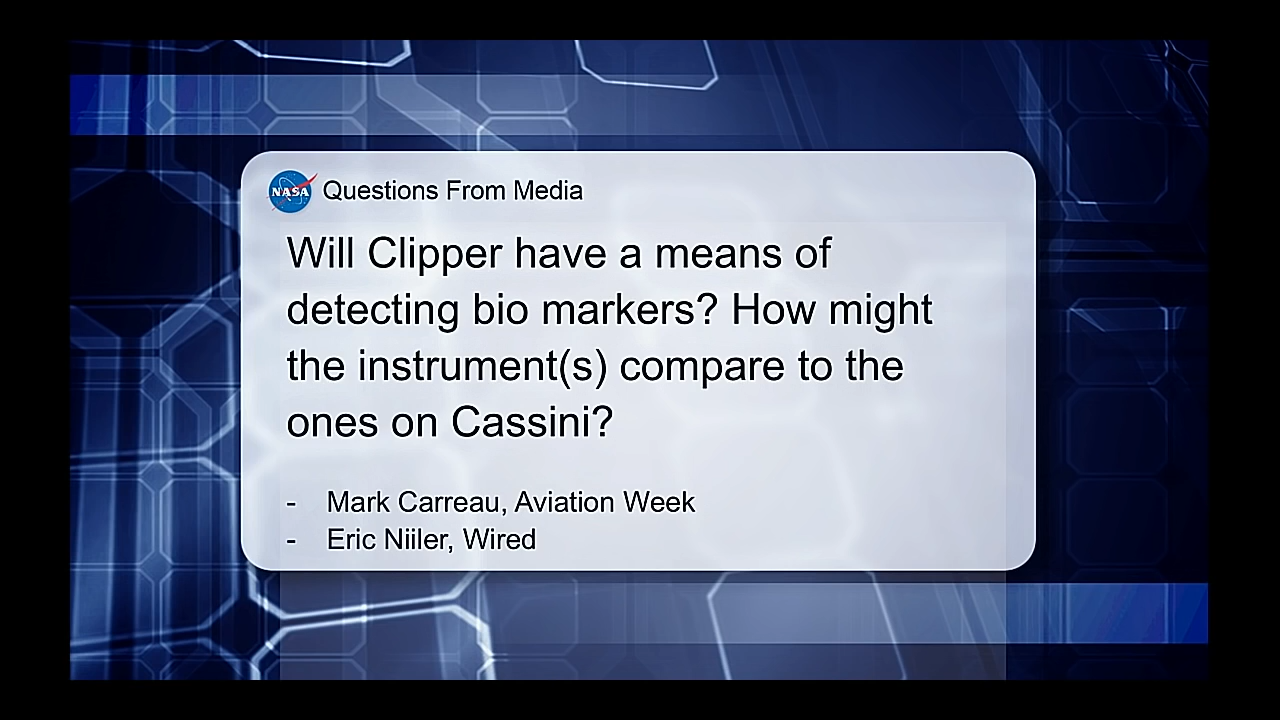 NASA
Questions From Media
Will Clipper have a means of
detecting bio markers? How might
the instrument(s) compare to the
ones on Cassini?
- Mark Carreau, Aviation Week
- Eric Niiler, Wired